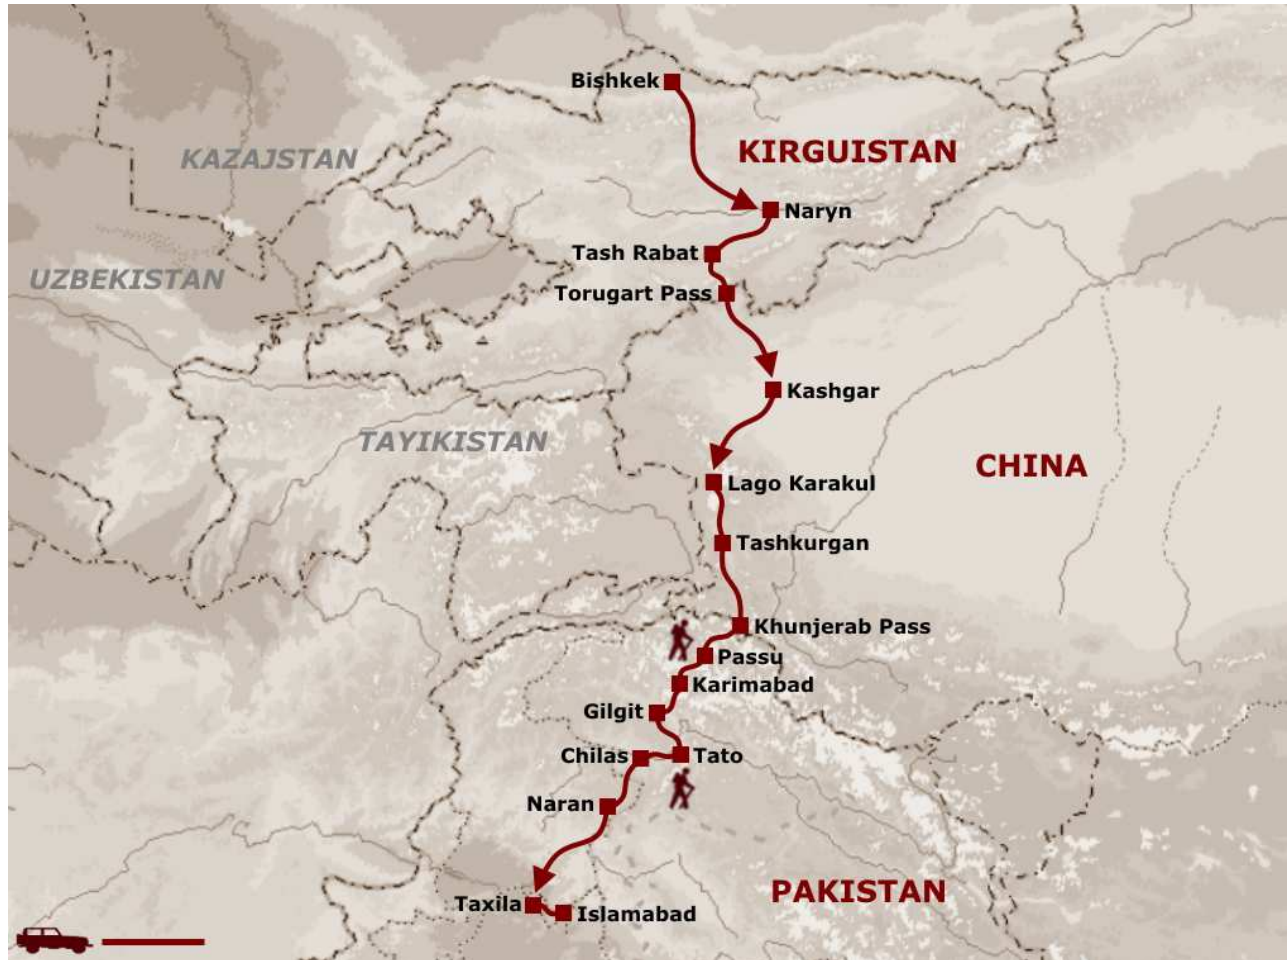 Bishkek
KIRGUISTAN
KAZAJSTAN
Naryn
Tash Rabat
UZBEKISTAN
Torugart Pass
Kashgar
TAYIKISTAN
CHINA
Lago Karakul
Tashkurgan
Khunjerab Pass
Passu
Karimabad
Gilgit
Chilas
Tato
Naran
PAKISTAN
Taxila
Islamabad